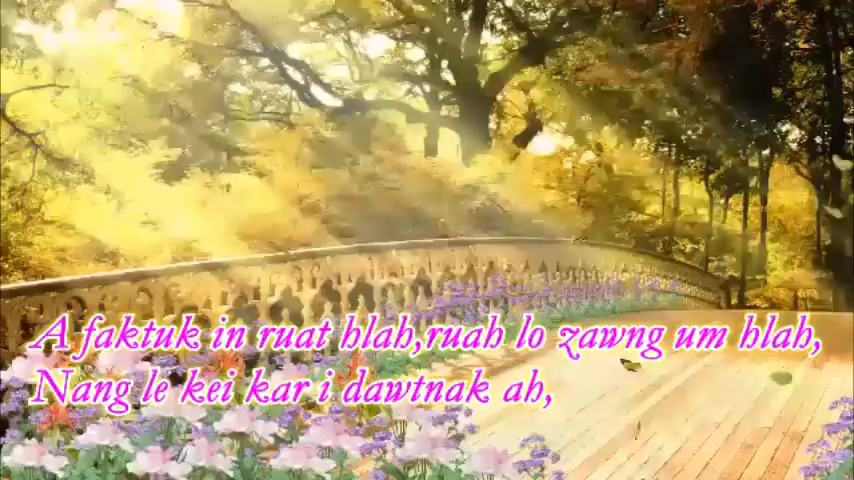 A faktuk in ruat hlah,ruah lo zawng um hlah,
Nang le kei kar i dawtnak ah,